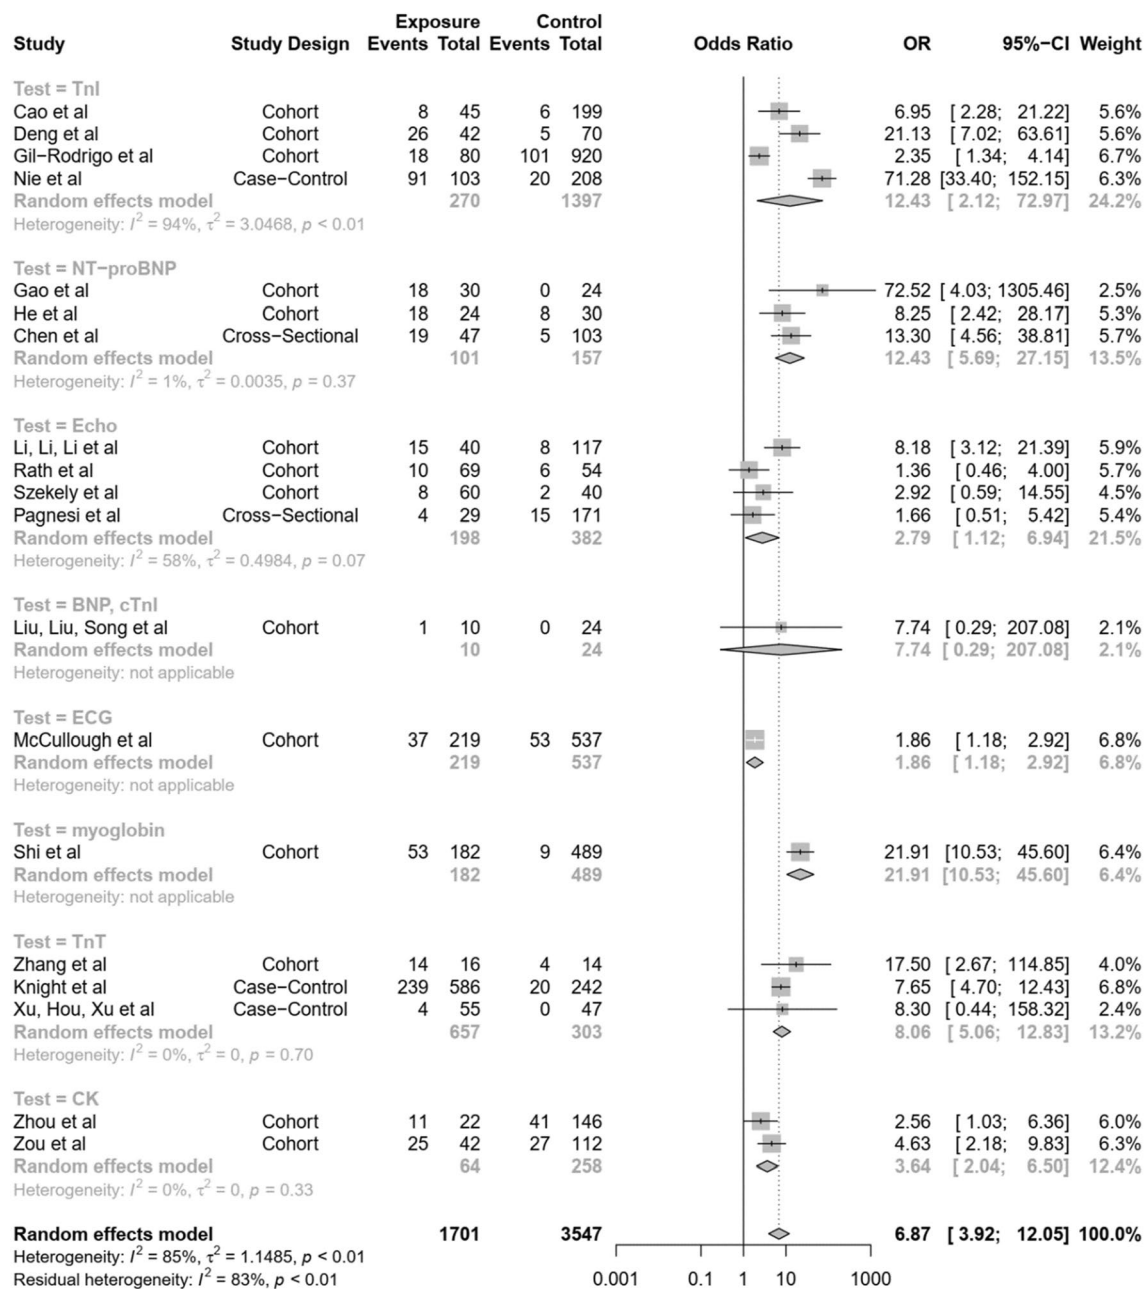 Exposure Control
Study Study Design Events Total Events Total Odds Ratio OR 95%−CI Weight
Test = TnI
Cao et al Cohort 8 45 6 199 6.95 [ 2.28; 21.22] 5.6%
Deng et al Cohort 26 42 5 70 21.13 [ 7.02; 63.61] 5.6%
Gil−Rodrigo et al Cohort 18 80 101 920 2.35 [ 1.34; 4.14] 6.7%
Nie et al Case−Control 91 103 20 208 71.28 [33.40; 152.15] 6.3%
Random effects model 270 1397 12.43 [ 2.12; 72.97] 24.2%
Heterogeneity: I² = 94%, τ² = 3.0468, p < 0.01
Test = NT−proBNP
Gao et al Cohort 18 30 0 24 72.52 [ 4.03; 1305.46] 2.5%
He et al Cohort 18 24 8 30 8.25 [ 2.42; 28.17] 5.3%
Chen et al Cross−Sectional 19 47 5 103 13.30 [ 4.56; 38.81] 5.7%
Random effects model 101 157 12.43 [ 5.69; 27.15] 13.5%
Heterogeneity: I² = 1%, τ² = 0.0035, p = 0.37
Test = Echo
Li, Li, Li et al Cohort 15 40 8 117 8.18 [ 3.12; 21.39] 5.9%
Rath et al Cohort 10 69 6 54 1.36 [ 0.46; 4.00] 5.7%
Szekely et al Cohort 8 60 2 40 2.92 [ 0.59; 14.55] 4.5%
Pagnesi et al Cross−Sectional 4 29 15 171 1.66 [ 0.51; 5.42] 5.4%
Random effects model 198 382 2.79 [ 1.12; 6.94] 21.5%
Heterogeneity: I² = 58%, τ² = 0.4984, p = 0.07
Test = BNP, cTnI
Liu, Liu, Song et al Cohort 1 10 0 24 7.74 [ 0.29; 207.08] 2.1%
Random effects model 10 24 7.74 [ 0.29; 207.08] 2.1%
Heterogeneity: not applicable
Test = ECG
McCullough et al Cohort 37 219 53 537 1.86 [ 1.18; 2.92] 6.8%
Random effects model 219 537 1.86 [ 1.18; 2.92] 6.8%
Heterogeneity: not applicable
Test = myoglobin
Shi et al Cohort 53 182 9 489 21.91 [10.53; 45.60] 6.4%
Random effects model 182 489 21.91 [10.53; 45.60] 6.4%
Heterogeneity: not applicable
Test = TnT
Zhang et al Cohort 14 16 4 14 17.50 [ 2.67; 114.85] 4.0%
Knight et al Case−Control 239 586 20 242 7.65 [ 4.70; 12.43] 6.8%
Xu, Hou, Xu et al Case−Control 4 55 0 47 8.30 [ 0.44; 158.32] 2.4%
Random effects model 657 303 8.06 [ 5.06; 12.83] 13.2%
Heterogeneity: I² = 0%, τ² = 0, p = 0.70
Test = CK
Zhou et al Cohort 11 22 41 146 2.56 [ 1.03; 6.36] 6.0%
Zou et al Cohort 25 42 27 112 4.63 [ 2.18; 9.83] 6.3%
Random effects model 64 258 3.64 [ 2.04; 6.50] 12.4%
Heterogeneity: I² = 0%, τ² = 0, p = 0.33
Random effects model 1701 3547 6.87 [ 3.92; 12.05] 100.0%
Heterogeneity: I² = 85%, τ² = 1.1485, p < 0.01
Residual heterogeneity: I² = 83%, p < 0.01
0.001 0.1 1 10 1000